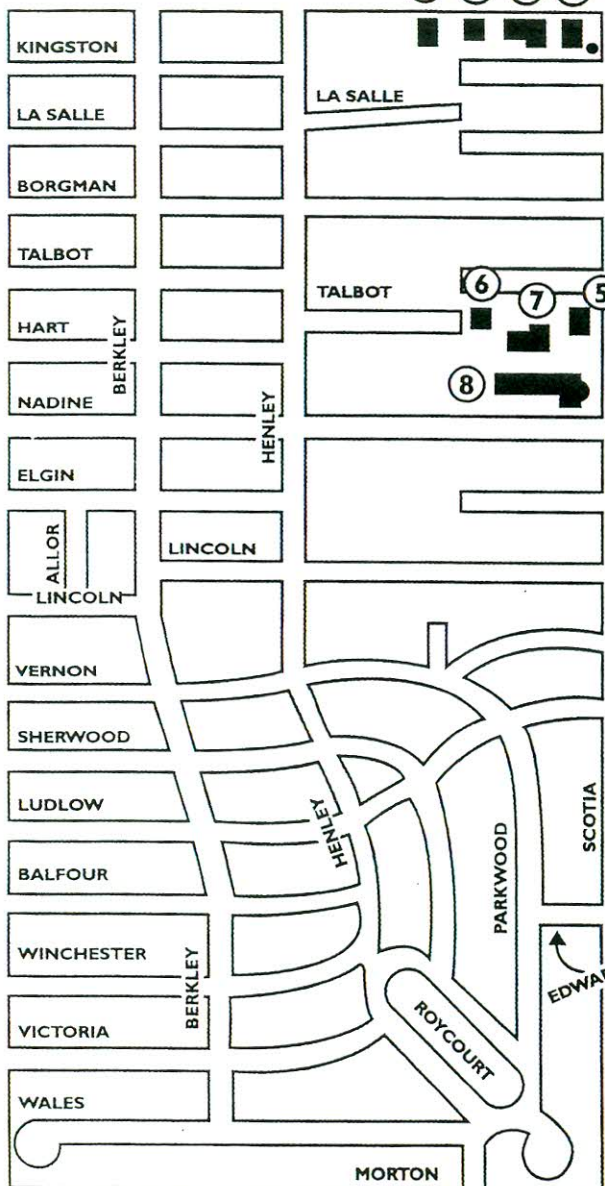 KINGSTON
LA SALLE
LA SALLE
BORGMAN
TALBOT
6
5
TALBOT
7
HART
BERKLEY
8
NADINE
HENLEY
ELGIN
ALLOR
LINCOLN
LINCOLN
VERNON
SHERWOOD
SCOTIA
LUDLOW
HENLEY
PARKWOOD
BALFOUR
WINCHESTER
BERKLEY
ROYCOURT
VICTORIA
WALES
MORTON